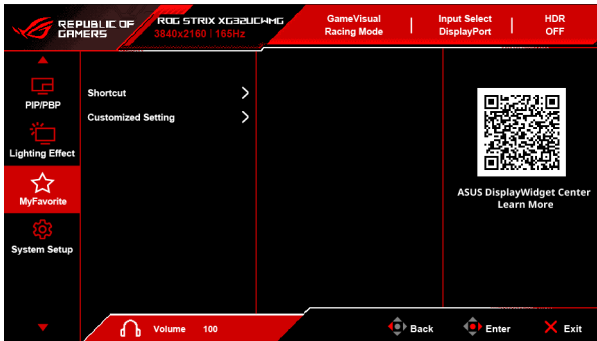 REPUBLIC OF
GAMERS
ROG STRIX XG32UCWMG
3840x2160 | 165Hz
GameVisual
Racing Mode
Input Select
DisplayPort
HDR
OFF
PIP/PBP
Lighting Effect
MyFavorite
System Setup
Shortcut
Customized Setting
ASUS DisplayWidget Center
Learn More
Volume 100
Back
Enter
Exit